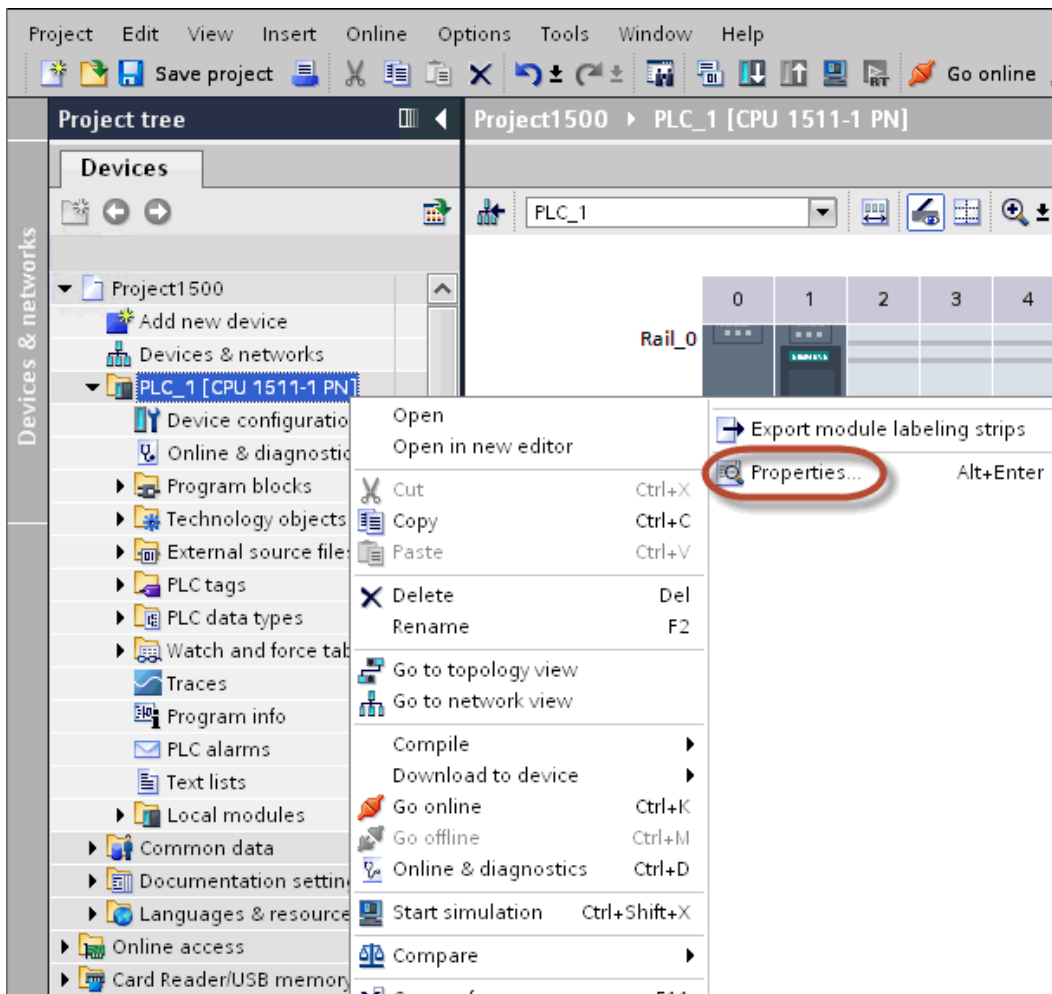 Project Edit View Insert Online Options Tools Window Help
Save project RT Go online
Project tree
Project1500 PLC_1 [CPU 1511-1 PN]
Devices
PLC_1
Devices & networks
Project1500
Add new device
Devices & networks
PLC_1 [CPU 1511-1 PN]
Device configuratio
Online & diagnostic
Program blocks
Technology objects
External source file
PLC tags
PLC data types
Watch and force tab
Traces
Program info
PLC alarms
Text lists
Local modules
Common data
Documentation settin
Languages & resource
Online access
Card Reader/USB memory
0 1 2 3 4
Rail_0
SIEMENS
Open
Open in new editor
Cut Ctrl+X
Copy Ctrl+C
Paste Ctrl+V
Delete Del
Rename F2
Go to topology view
Go to network view
Compile
Download to device
Go online Ctrl+K
Go offline Ctrl+M
Online & diagnostics Ctrl+D
Start simulation Ctrl+Shift+X
Compare
Export module labeling strips
Properties... Alt+Enter